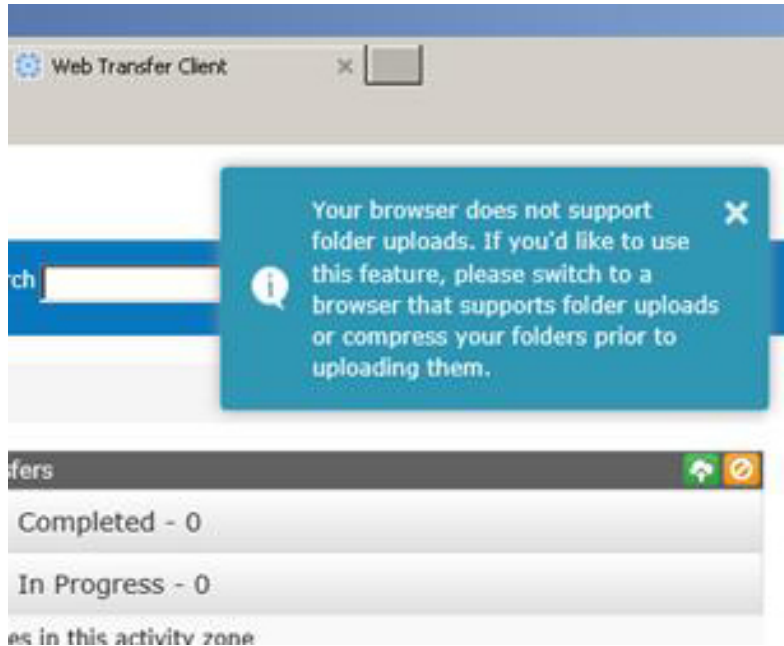 Web Transfer Client
Your browser does not support
folder uploads. If you'd like to use
this feature, please switch to a
browser that supports folder uploads
or compress your folders prior to
uploading them.
rch
sfers
Completed - 0
In Progress - 0
es in this activity zone